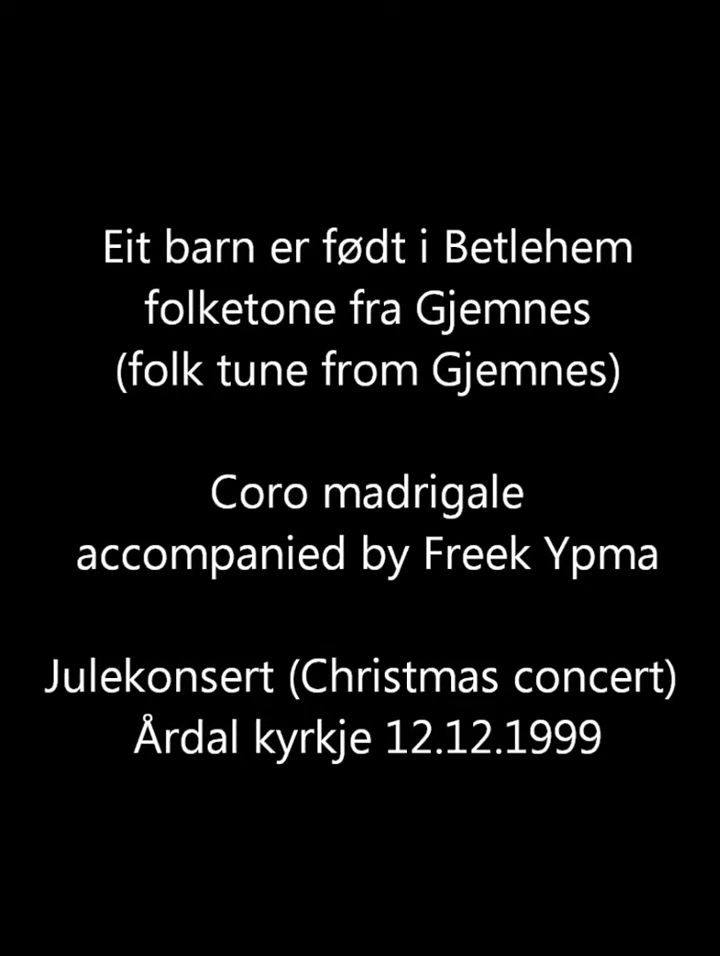 Eit barn er født i Betlehem
folketone fra Gjemnes
(folk tune from Gjemnes)
Coro madrigale
accompanied by Freek Ypma
Julekonsert (Christmas concert)
Årdal kyrkje 12.12.1999